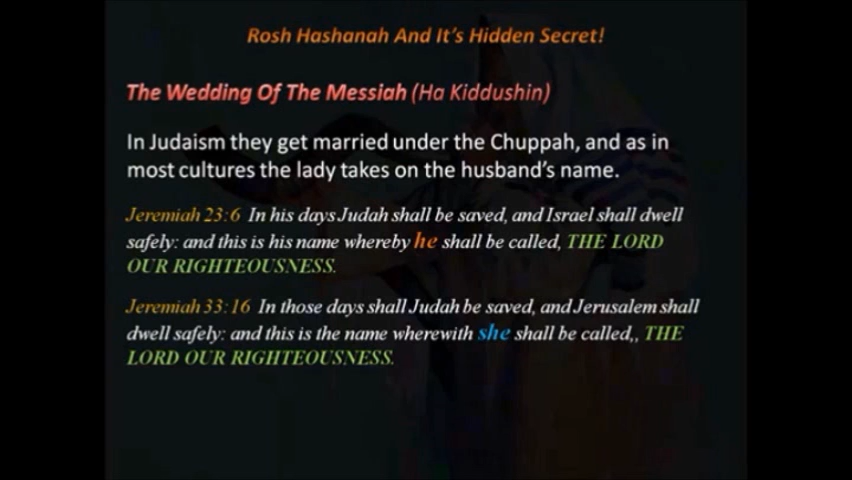 Rosh Hashanah And It's Hidden Secret!
The Wedding Of The Messiah (Ha Kiddushin)
In Judaism they get married under the Chuppah, and as in
most cultures the lady takes on the husband's name.
Jeremiah 23:6 In his days Judah shall be saved, and Israel shall dwell
safely: and this is his name whereby he shall be called, THE LORD
OUR RIGHTEOUSNESS.
Jeremiah 33:16 In those days shall Judah be saved, and Jerusalem shall
dwell safely: and this is the name wherewith she shall be called,, THE
LORD OUR RIGHTEOUSNESS.